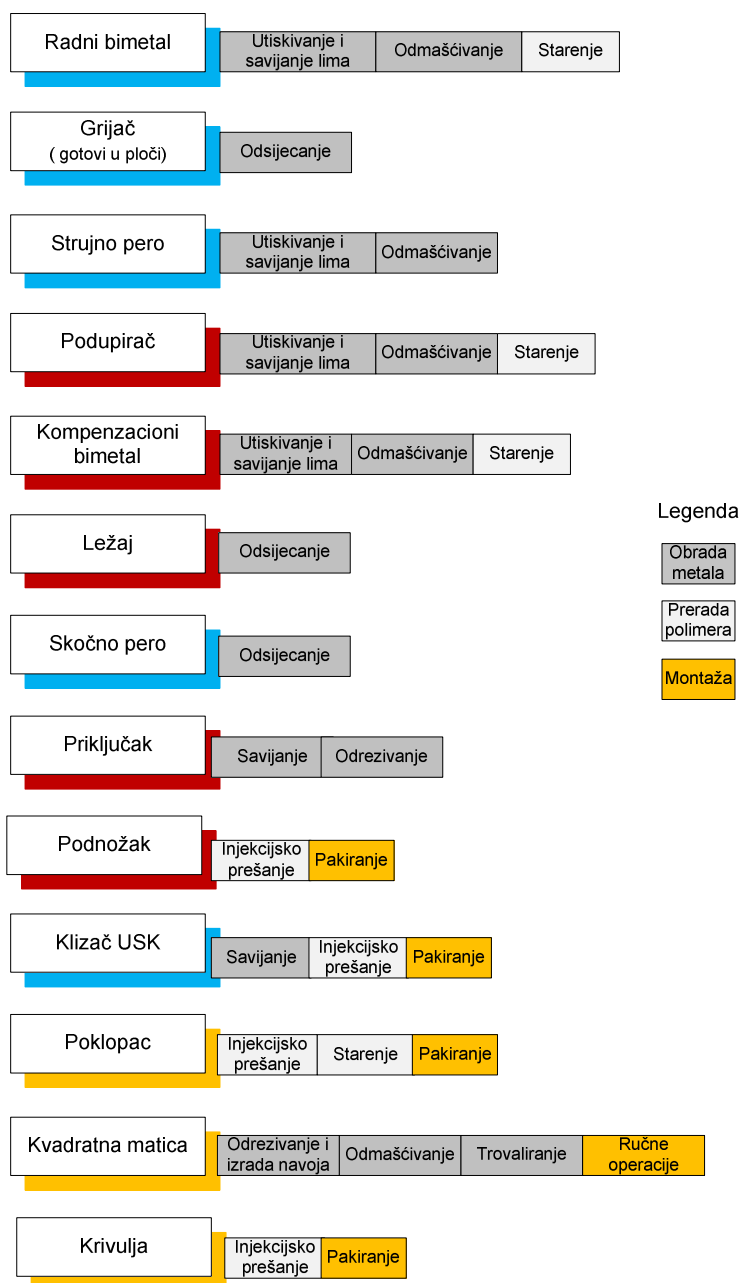 Radni bimetal
Utiskivanje i
savijanje lima
Odmašćivanje
Starenje
Grijač
( gotovi u ploči)
Odsijecanje
Strujno pero
Utiskivanje i
savijanje lima
Odmašćivanje
Podupirač
Utiskivanje i
savijanje lima
Odmašćivanje
Starenje
Kompenzacioni
bimetal
Utiskivanje i
savijanje lima
Odmašćivanje
Starenje
Ležaj
Odsijecanje
Skočno pero
Odsijecanje
Priključak
Savijanje
Odrezivanje
Podnožak
Injekcijsko
prešanje
Pakiranje
Klizač USK
Savijanje
Injekcijsko
prešanje
Pakiranje
Poklopac
Injekcijsko
prešanje
Starenje
Pakiranje
Kvadratna matica
Odrezivanje i
izrada navoja
Odmašćivanje
Trovaliranje
Ručne
operacije
Krivulja
Injekcijsko
prešanje
Pakiranje
Legenda
Obrada
metala
Prerada
polimera
Montaža